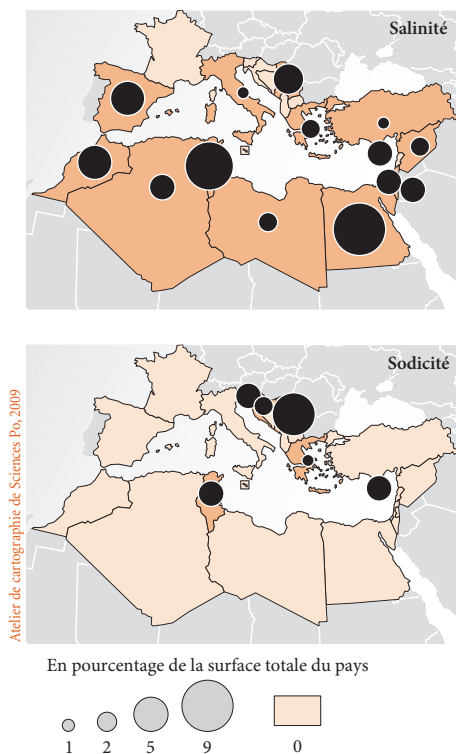 Salinité
Sodicité
Atelier de cartographie de Sciences Po, 2009
En pourcentage de la surface totale du pays
1 2 5 9 0